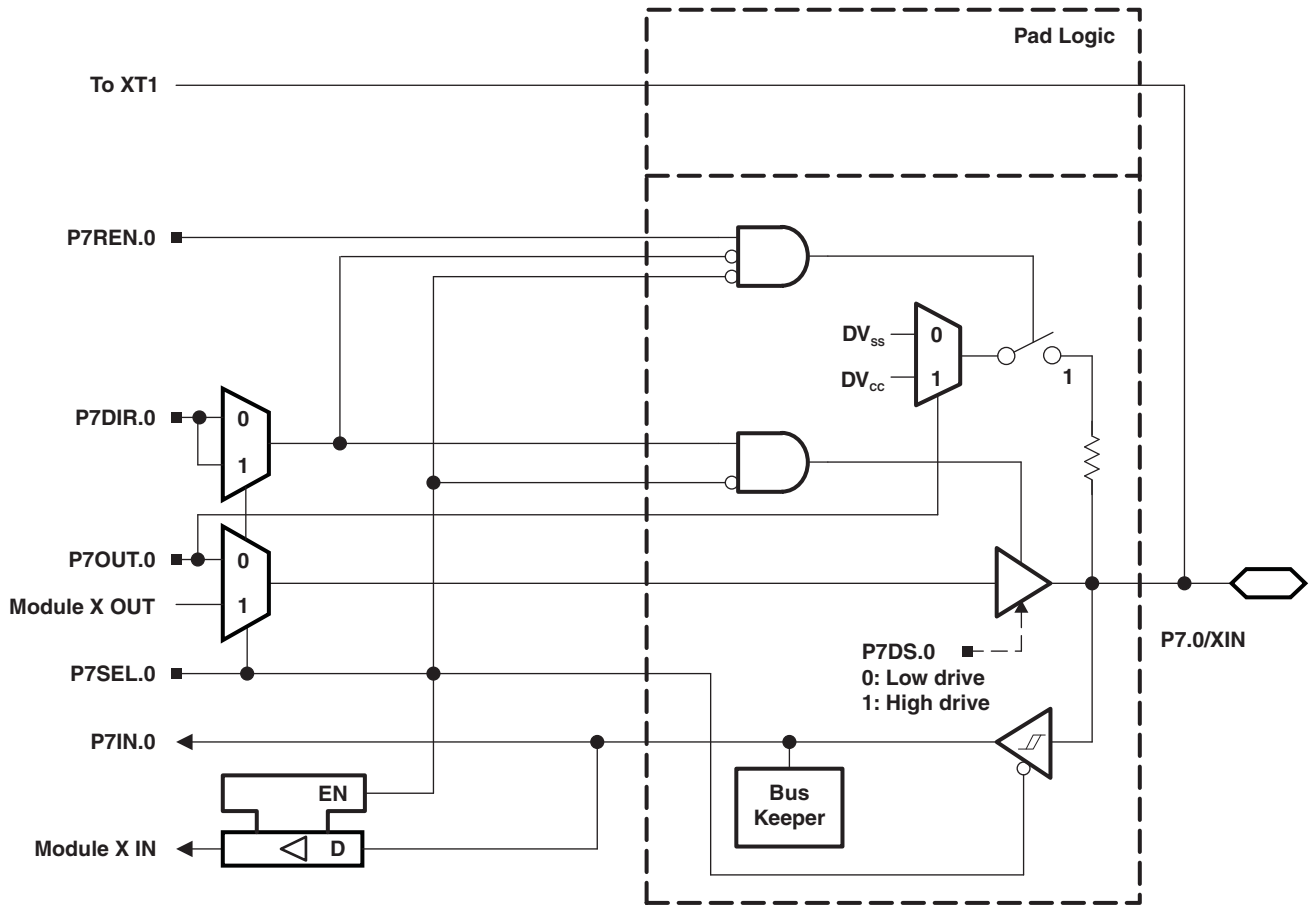 Pad Logic
To XT1
P7REN.0
DVSS
0
DVCC
1
1
P7DIR.0
0
1
P7OUT.0
0
Module X OUT
1
P7.0/XIN
P7DS.0
0: Low drive
1: High drive
P7SEL.0
P7IN.0
EN
Bus
Keeper
Module X IN
D